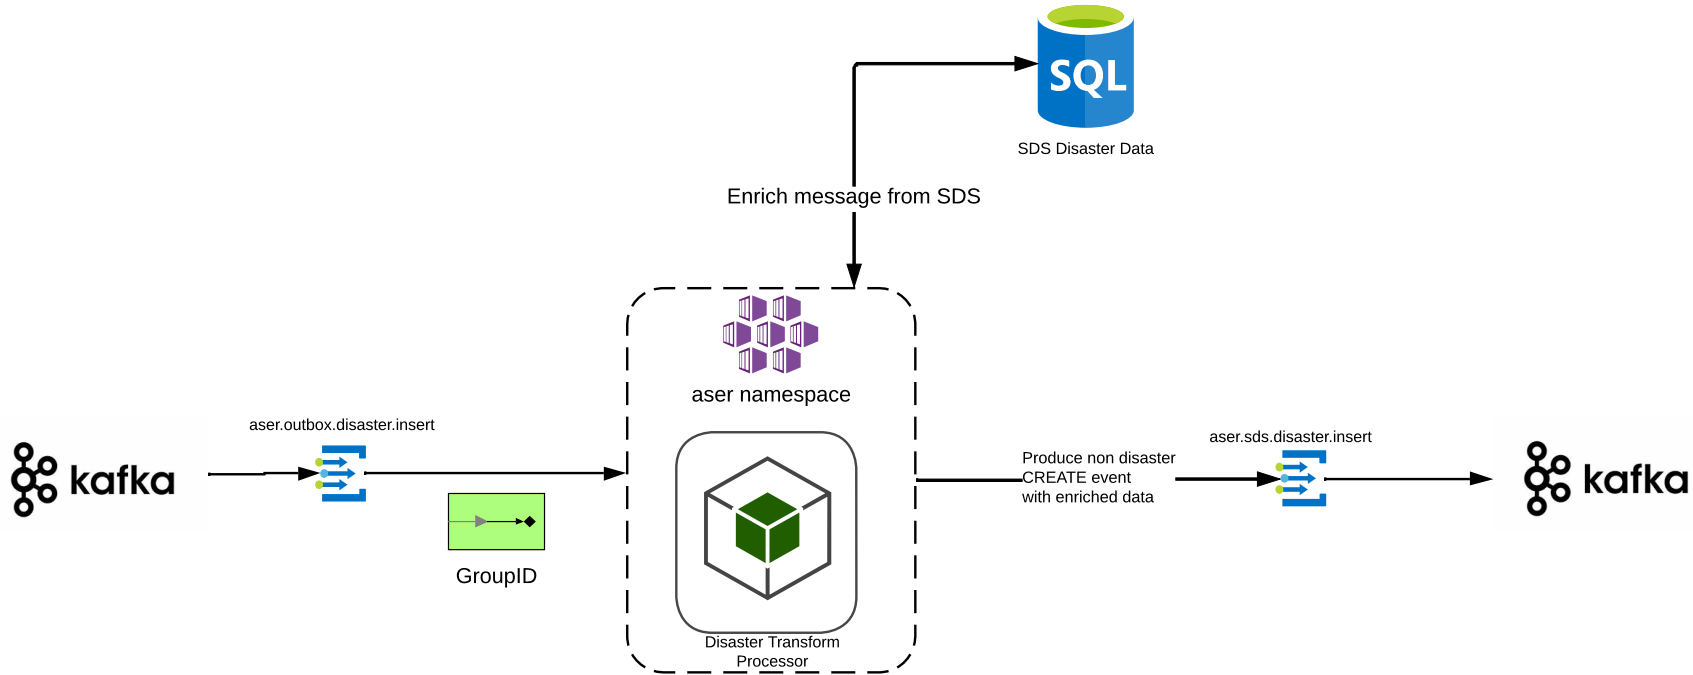 SQL
SDS Disaster Data
Enrich message from SDS
aser namespace
aser.outbox.disaster.insert
kafka
GroupID
Disaster Transform
Processor
Produce non disaster
CREATE event
with enriched data
aser.sds.disaster.insert
kafka